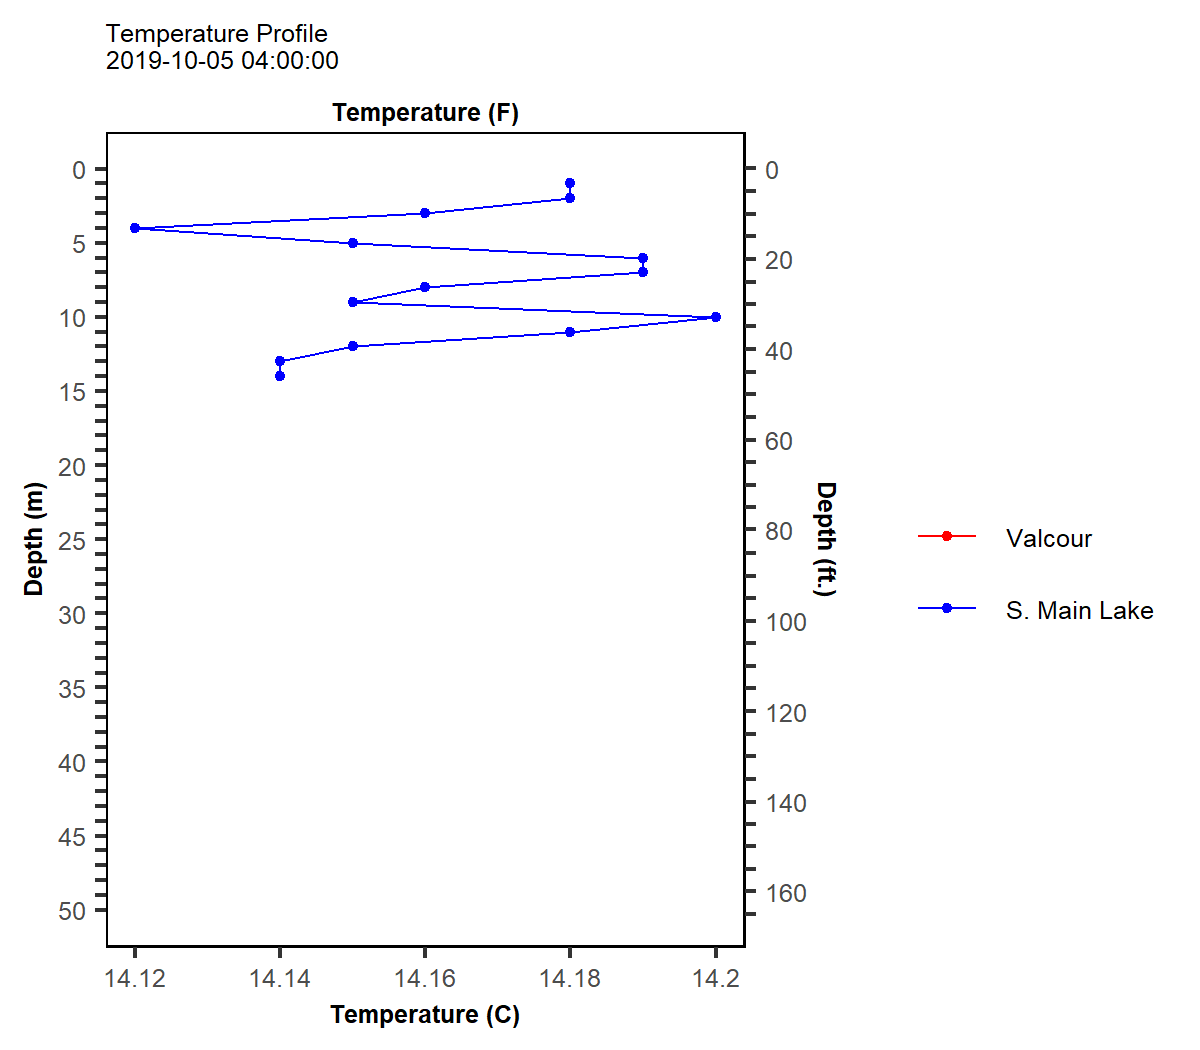 Temperature Profile
2019-10-05 04:00:00
Temperature (F)
0
5
10
15
20
25
30
35
40
45
50
Depth (m)
0
20
40
60
80
100
120
140
160
Depth (ft.)
14.12 14.14 14.16 14.18 14.2
Temperature (C)
Valcour
S. Main Lake